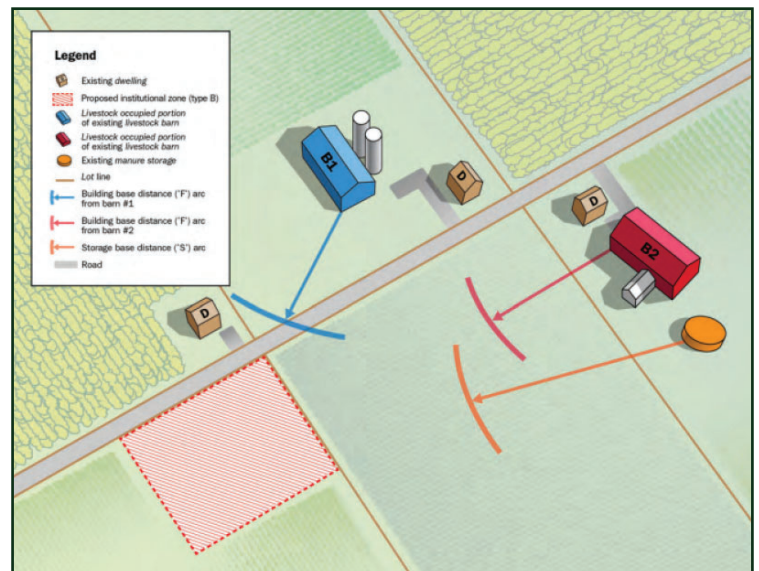 Legend
Existing dwelling
Proposed institutional zone (type B)
Livestock occupied portion
of existing livestock barn
Livestock occupied portion
of existing livestock barn
Existing manure storage
Lot line
Building base distance ('F') arc
from barn #1
Building base distance ('F') arc
from barn #2
Storage base distance ('S') arc
Road
B1
D
D
B2
D